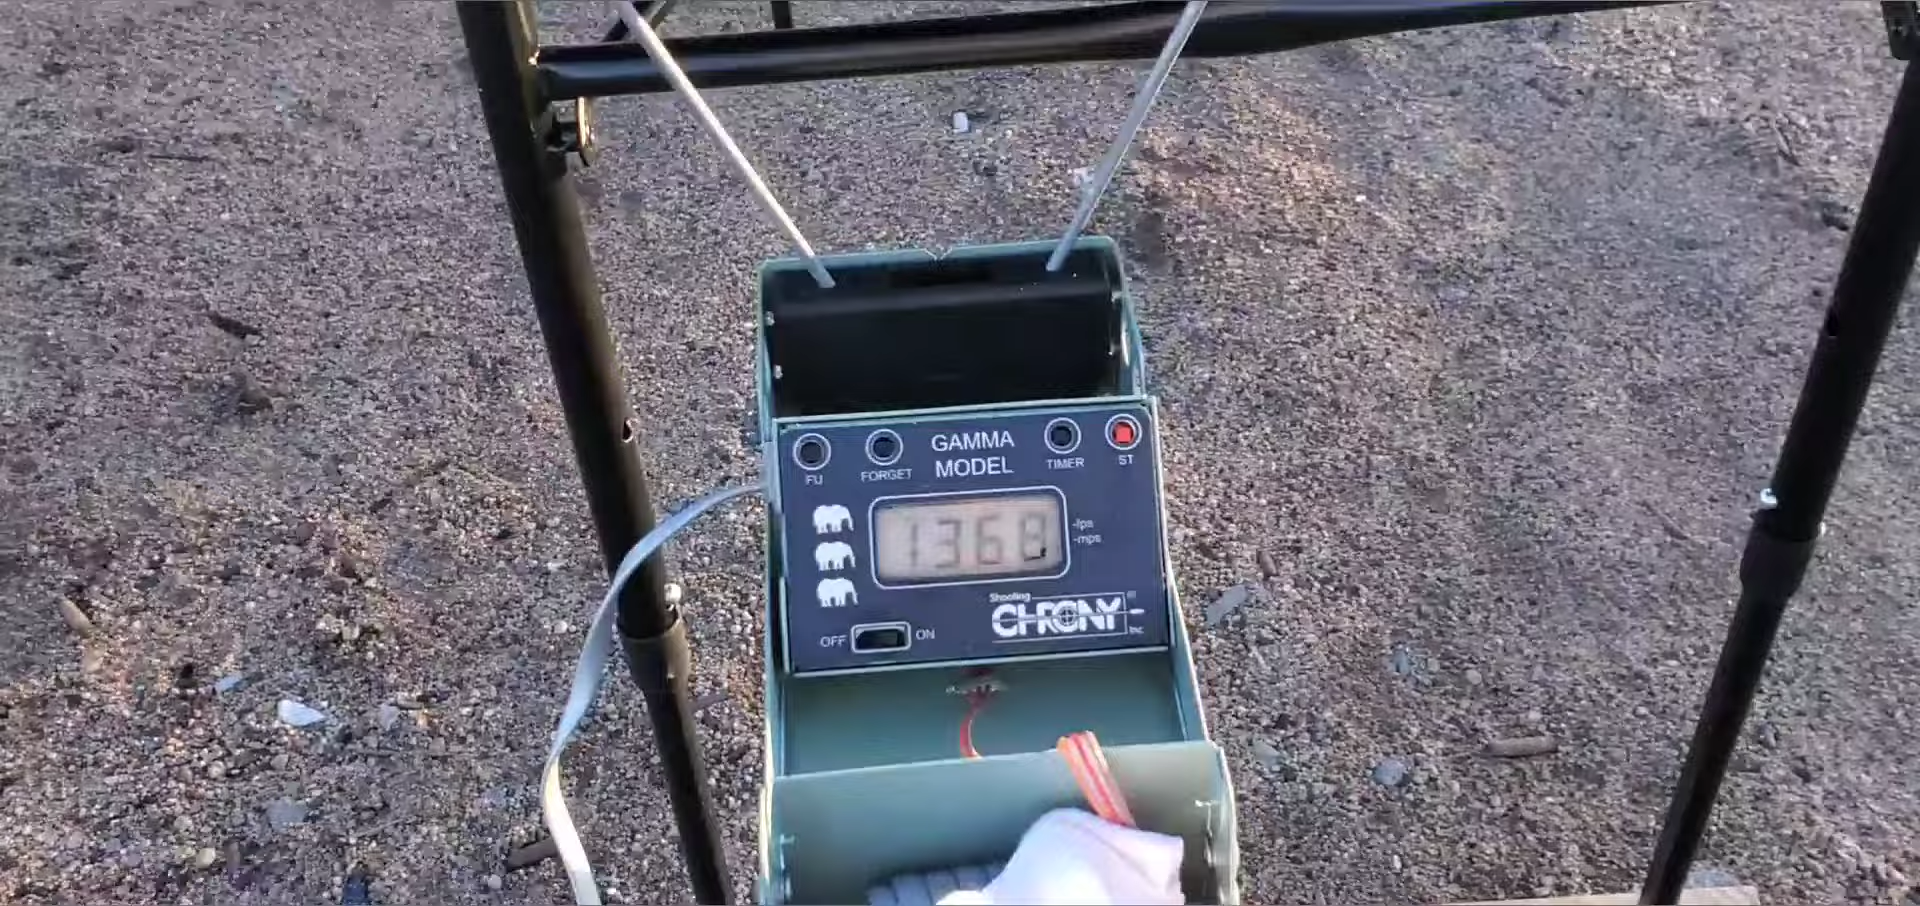 GAMMA
MODEL
FU
FORGET
TIMER
ST
1368
-fps
-mps
OFF
ON
Shooting
CHRONY
Inc